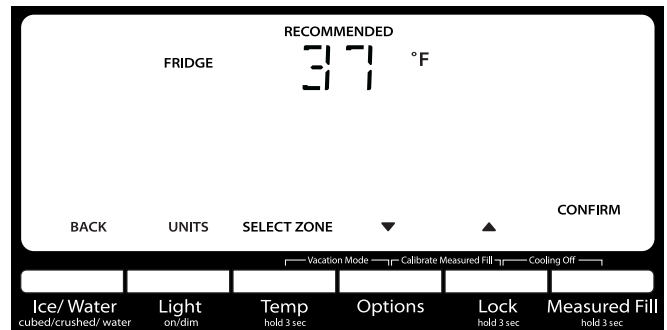 RECOMMENDED
FRIDGE 37 °F
CONFIRM
BACK UNITS SELECT ZONE ▼ ▲
Vacation Mode Calibrate Measured Fill Cooling Off
Ice/ Water Light Temp Options Lock Measured Fill
cubed/crushed/ water on/dim hold 3 sec hold 3 sec hold 3 sec